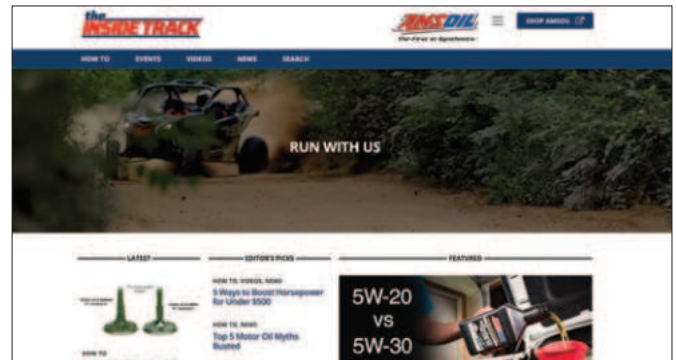 the
INSIDE TRACK
AMSOIL
The First in Synthetics
SHOP AMSOIL
HOW TO EVENTS VIDEOS NEWS SEARCH
RUN WITH US
LATEST
EDITOR'S PICKS
FEATURED
HOW TO, VIDEOS, NEWS
5 Ways to Boost Horsepower
for Under $500
HOW TO, NEWS
Top 5 Motor Oil Myths
Busted
HOW TO
5W-20
vs
5W-30